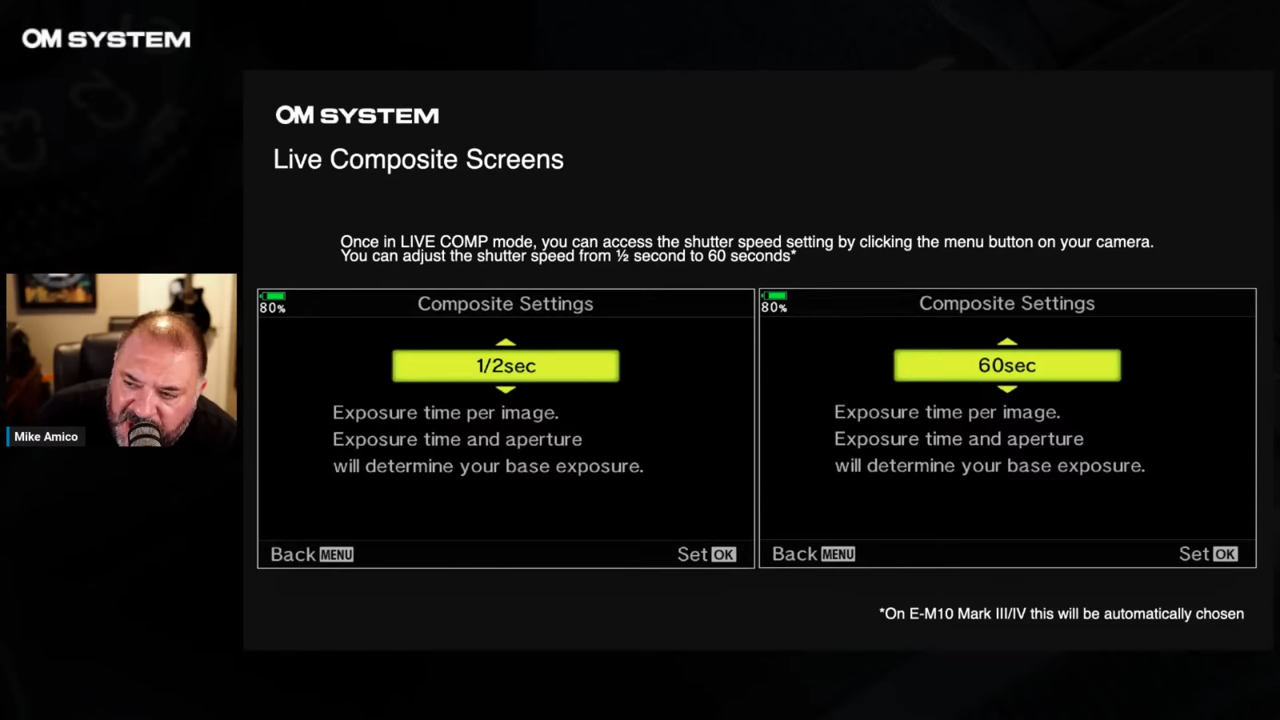 OM SYSTEM
OM SYSTEM
Live Composite Screens
Once in LIVE COMP mode, you can access the shutter speed setting by clicking the menu button on your camera.
You can adjust the shutter speed from ½ second to 60 seconds*
80%
Composite Settings
1/2sec
Exposure time per image.
Exposure time and aperture
will determine your base exposure.
Back MENU
Set OK
80%
Composite Settings
60sec
Exposure time per image.
Exposure time and aperture
will determine your base exposure.
Back MENU
Set OK
Mike Amico
*On E-M10 Mark III/IV this will be automatically chosen